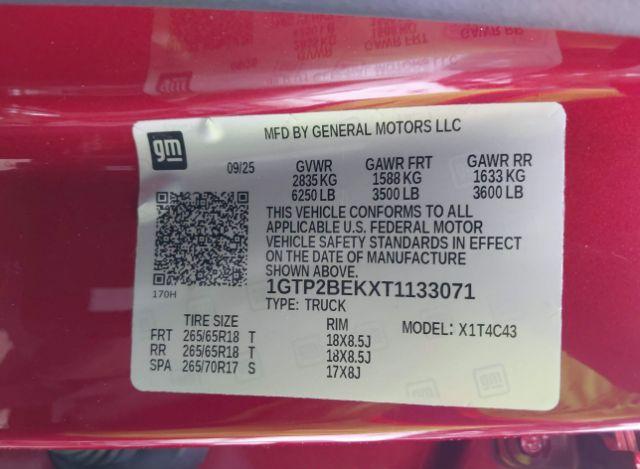 gm
MFD BY GENERAL MOTORS LLC
09/25 GVWR GAWR FRT GAWR RR
2835 KG 1588 KG 1633 KG
6250 LB 3500 LB 3600 LB
THIS VEHICLE CONFORMS TO ALL
APPLICABLE U.S. FEDERAL MOTOR
VEHICLE SAFETY STANDARDS IN EFFECT
ON THE DATE OF MANUFACTURE
SHOWN ABOVE.
170H
1GTP2BEKXT1133071
TYPE: TRUCK
TIRE SIZE RIM MODEL: X1T4C43
FRT 265/65R18 T 18X8.5J
RR 265/65R18 T 18X8.5J
SPA 265/70R17 S 17X8J